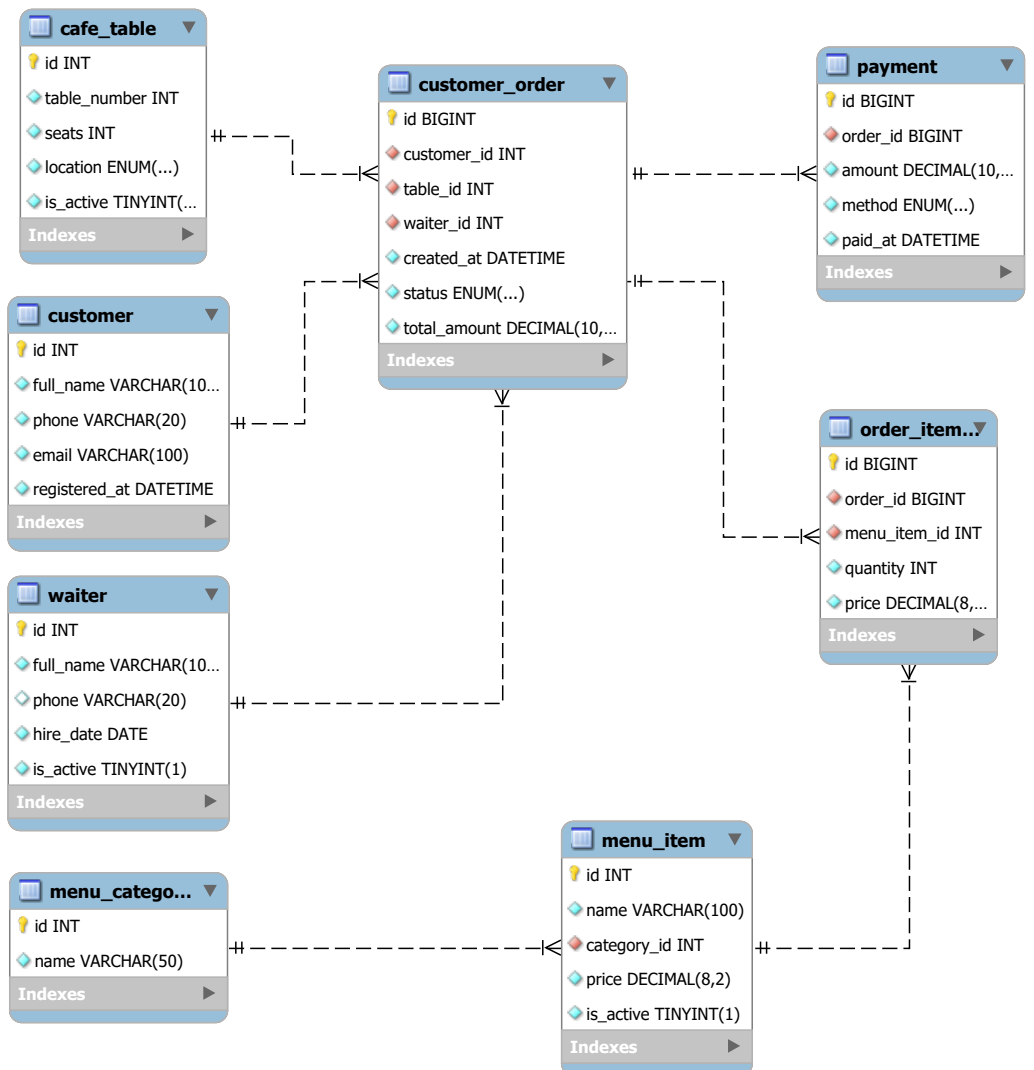 cafe_table
id INT
table_number INT
seats INT
location ENUM(...)
is_active TINYINT(...
Indexes
customer
id INT
full_name VARCHAR(10...
phone VARCHAR(20)
email VARCHAR(100)
registered_at DATETIME
Indexes
waiter
id INT
full_name VARCHAR(10...
phone VARCHAR(20)
hire_date DATE
is_active TINYINT(1)
Indexes
menu_catego...
id INT
name VARCHAR(50)
Indexes
customer_order
id BIGINT
customer_id INT
table_id INT
waiter_id INT
created_at DATETIME
status ENUM(...)
total_amount DECIMAL(10,...
Indexes
payment
id BIGINT
order_id BIGINT
amount DECIMAL(10,...
method ENUM(...)
paid_at DATETIME
Indexes
order_item...
id BIGINT
order_id BIGINT
menu_item_id INT
quantity INT
price DECIMAL(8,...
Indexes
menu_item
id INT
name VARCHAR(100)
category_id INT
price DECIMAL(8,2)
is_active TINYINT(1)
Indexes